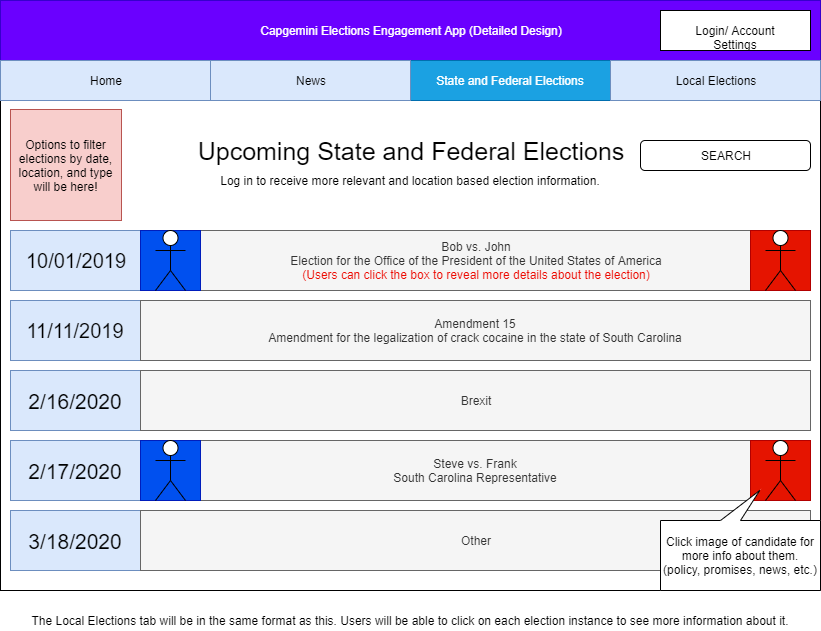 Capgemini Elections Engagement App (Detailed Design)
Login/ Account
Settings
Home
News
State and Federal Elections
Local Elections
Options to filter
elections by date,
location, and type
will be here!
Upcoming State and Federal Elections
Log in to receive more relevant and location based election information.
SEARCH
10/01/2019
Bob vs. John
Election for the Office of the President of the United States of America
(Users can click the box to reveal more details about the election)
11/11/2019
Amendment 15
Amendment for the legalization of crack cocaine in the state of South Carolina
2/16/2020
Brexit
2/17/2020
Steve vs. Frank
South Carolina Representative
3/18/2020
Other
Click image of candidate for
more info about them.
(policy, promises, news, etc.)
The Local Elections tab will be in the same format as this. Users will be able to click on each election instance to see more information about it.